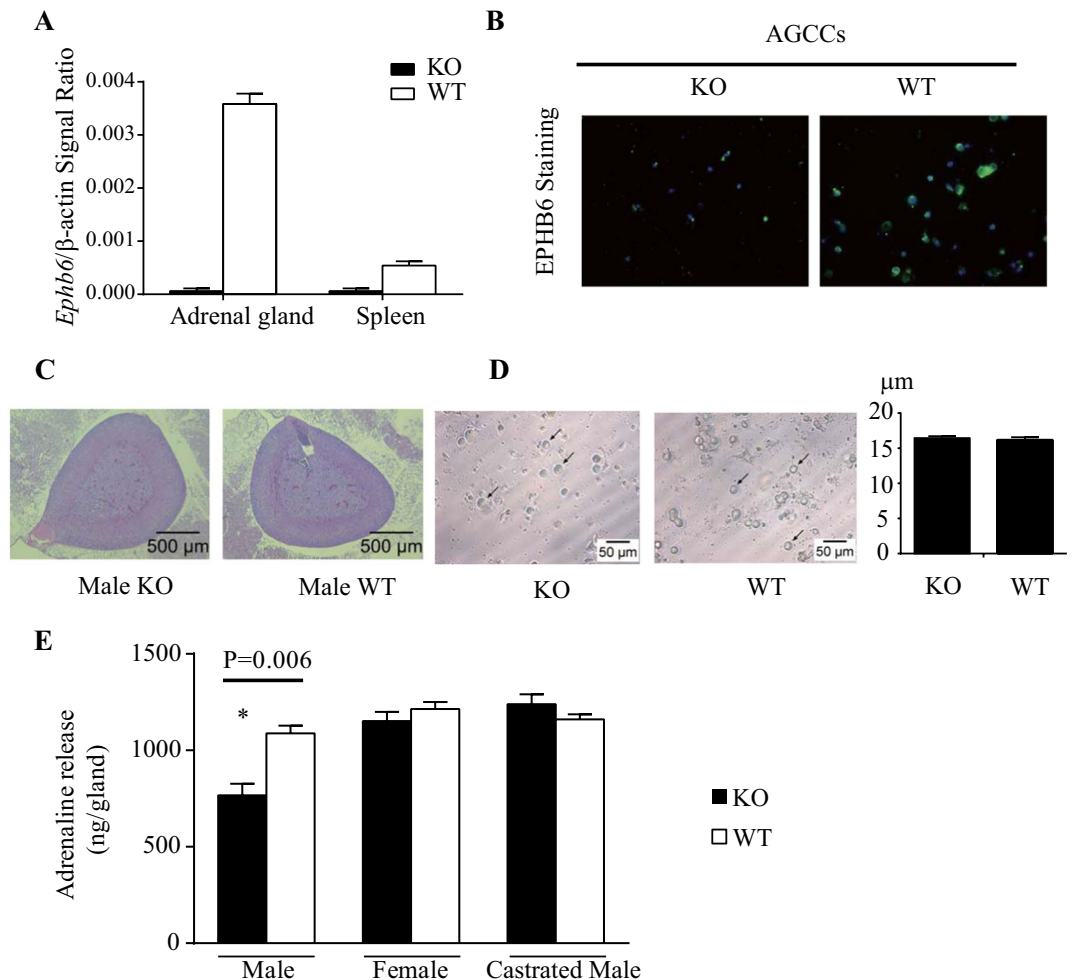 A
Ephb6/β-actin Signal Ratio
0.004
0.003
0.002
0.001
0.000
KO
WT
Adrenal gland
Spleen
B
AGCCs
KO
WT
EPHB6 Staining
C
500 µm
500 µm
Male KO
Male WT
D
50 µm
50 µm
KO
WT
µm
20
15
10
5
0
KO
WT
E
Adrenaline release
(ng/gland)
1500
1000
500
0
P=0.006
*
KO
WT
Male
Female
Castrated Male